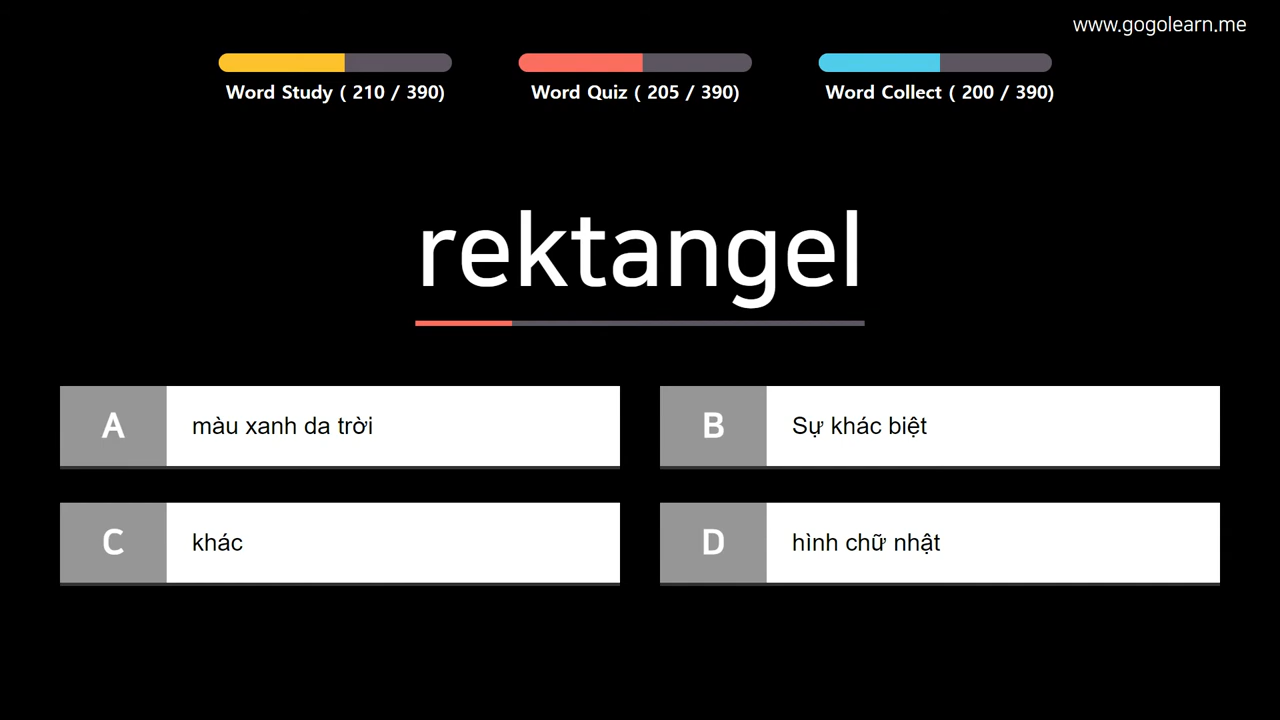 www.gogolearn.me
Word Study ( 210 / 390)
Word Quiz ( 205 / 390)
Word Collect ( 200 / 390)
rektangel
A màu xanh da trời
B Sự khác biệt
C khác
D hình chữ nhật